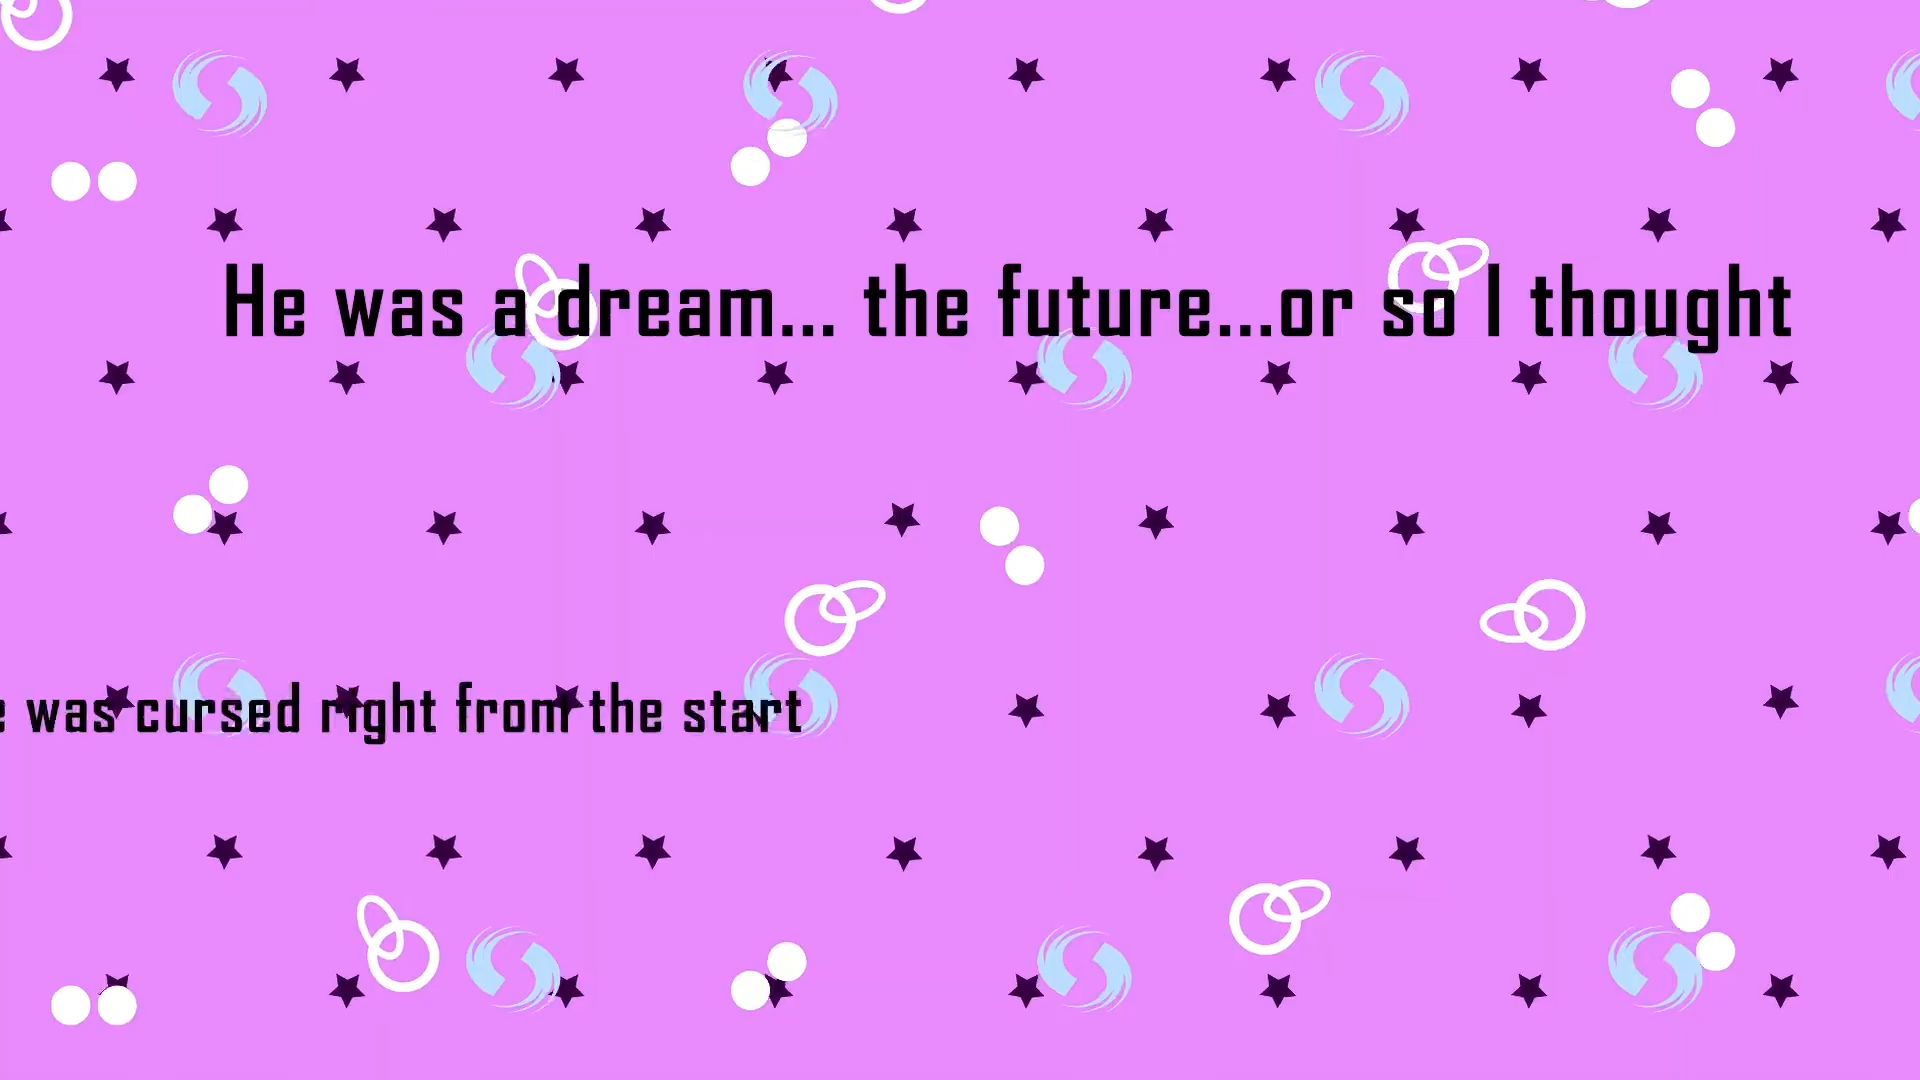 He was a dream... the future...or so I thought
was cursed right from the start